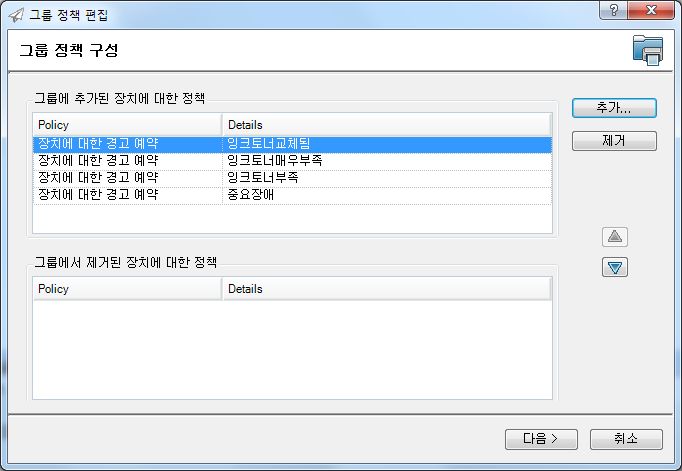 그룹 정책 편집
그룹 정책 구성
그룹에 추가된 장치에 대한 정책
Policy Details
장치에 대한 경고 예약 잉크토너교체됨
장치에 대한 경고 예약 잉크토너매우부족
장치에 대한 경고 예약 잉크토너부족
장치에 대한 경고 예약 중요장애
추가...
제거
그룹에서 제거된 장치에 대한 정책
Policy Details
다음 >
취소